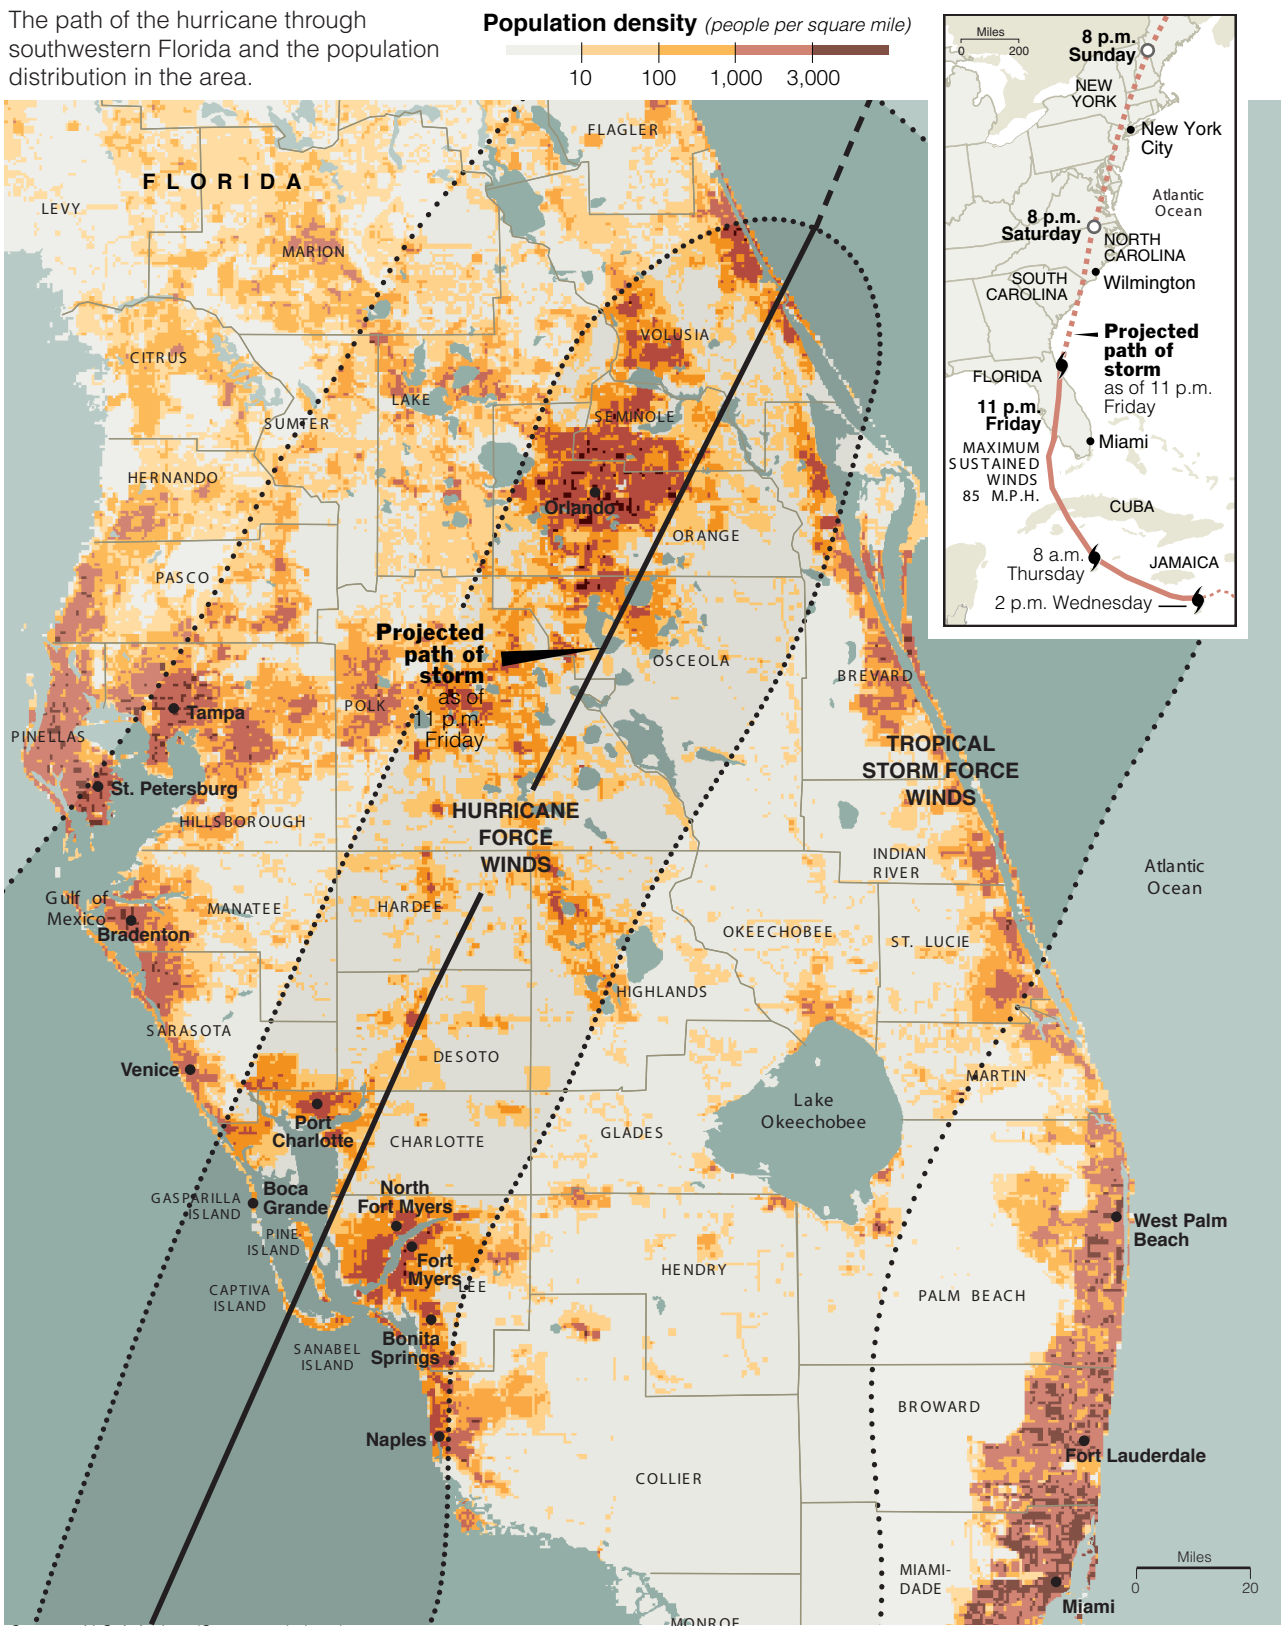 The path of the hurricane through
southwestern Florida and the population
distribution in the area.
Population density (people per square mile)
10 100 1,000 3,000
Miles
0 200
8 p.m.
Sunday
NEW
YORK
New York
City
Atlantic
Ocean
8 p.m.
Saturday
NORTH
CAROLINA
SOUTH
CAROLINA
Wilmington
Projected
path of
storm
as of 11 p.m.
Friday
FLORIDA
11 p.m.
Friday
MAXIMUM
SUSTAINED
WINDS
85 M.P.H.
Miami
CUBA
8 a.m.
Thursday
JAMAICA
2 p.m. Wednesday
FLAGLER
FLORIDA
LEVY
MARION
VOLUSIA
CITRUS
LAKE
SUMTER
SEMINOLE
HERNANDO
Orlando
ORANGE
PASCO
Projected
path of
storm
as of
11 p.m.
Friday
OSCEOLA
BREVARD
POLK
Tampa
PINELLAS
TROPICAL
STORM FORCE
WINDS
St. Petersburg
HILLSBOROUGH
HURRICANE
FORCE
WINDS
INDIAN
RIVER
Atlantic
Ocean
Gulf of
Mexico
MANATEE
HARDEE
Bradenton
OKEECHOBEE
ST. LUCIE
HIGHLANDS
SARASOTA
DESOTO
Venice
MARTIN
Lake
Okeechobee
Port
Charlotte
CHARLOTTE
GLADES
GASPARILLA
ISLAND
Boca
Grande
North
Fort Myers
West Palm
Beach
PINE
ISLAND
Fort
Myers
LEE
HENDRY
CAPTIVA
ISLAND
PALM BEACH
SANABEL
ISLAND
Bonita
Springs
BROWARD
Naples
Fort Lauderdale
COLLIER
MIAMI-
DADE
Miles
0 20
Miami
MONROE